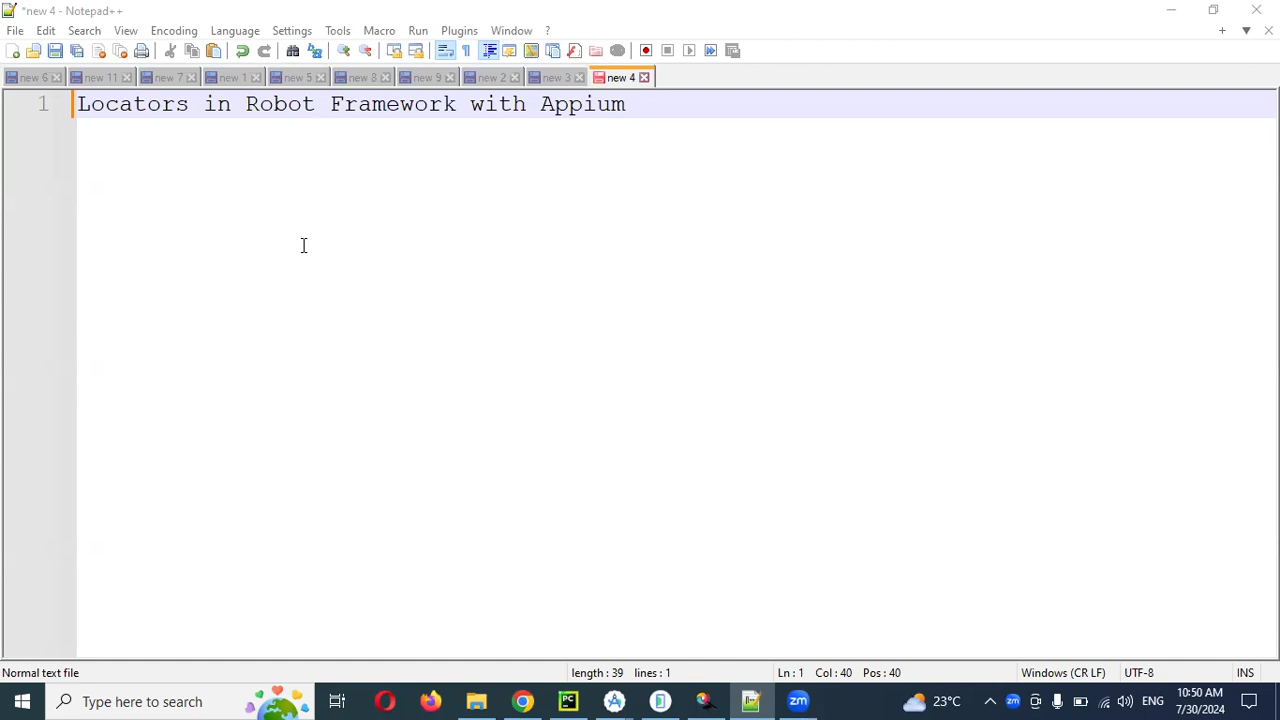 *new 4 - Notepad++
File Edit Search View Encoding Language Settings Tools Macro Run Plugins Window ?
new 6 new 11 new 7 new 1 new 5 new 8 new 9 new 2 new 3 new 4
1 Locators in Robot Framework with Appium
Normal text file length : 39 lines : 1 Ln : 1 Col : 40 Pos : 40 Windows (CR LF) UTF-8 INS
Type here to search 23°C ENG 10:50 AM
7/30/2024